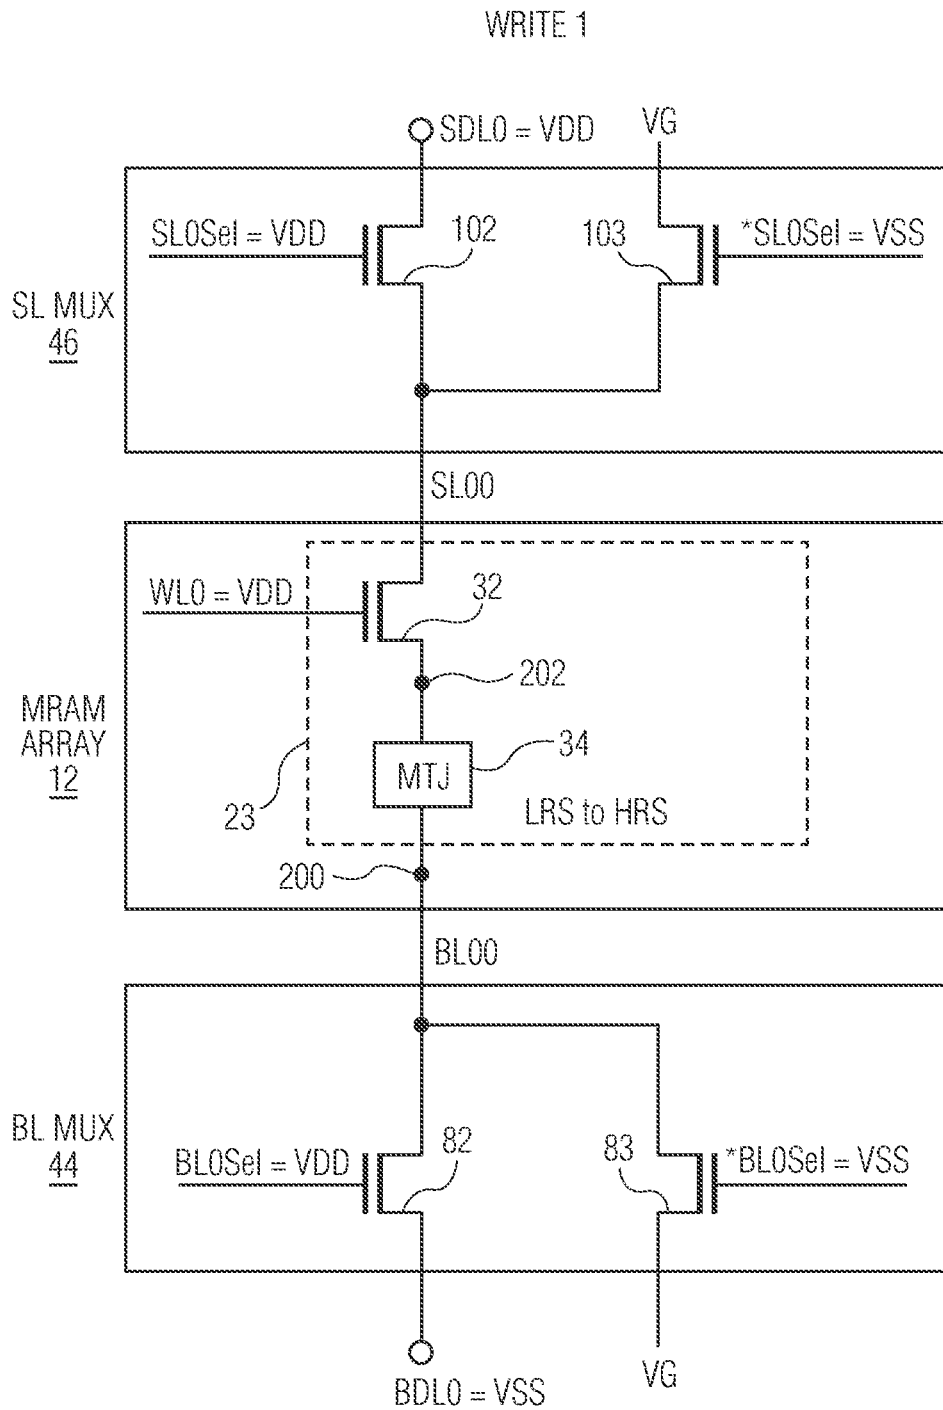 WRITE 1
SDL0 = VDD
VG
SL0Sel = VDD
102
103
*SL0Sel = VSS
SL MUX
46
SL00
WL0 = VDD
32
202
MRAM
ARRAY
12
34
MTJ
23
LRS to HRS
200
BL00
BL MUX
44
BL0Sel = VDD
82
83
*BL0Sel = VSS
BDL0 = VSS
VG